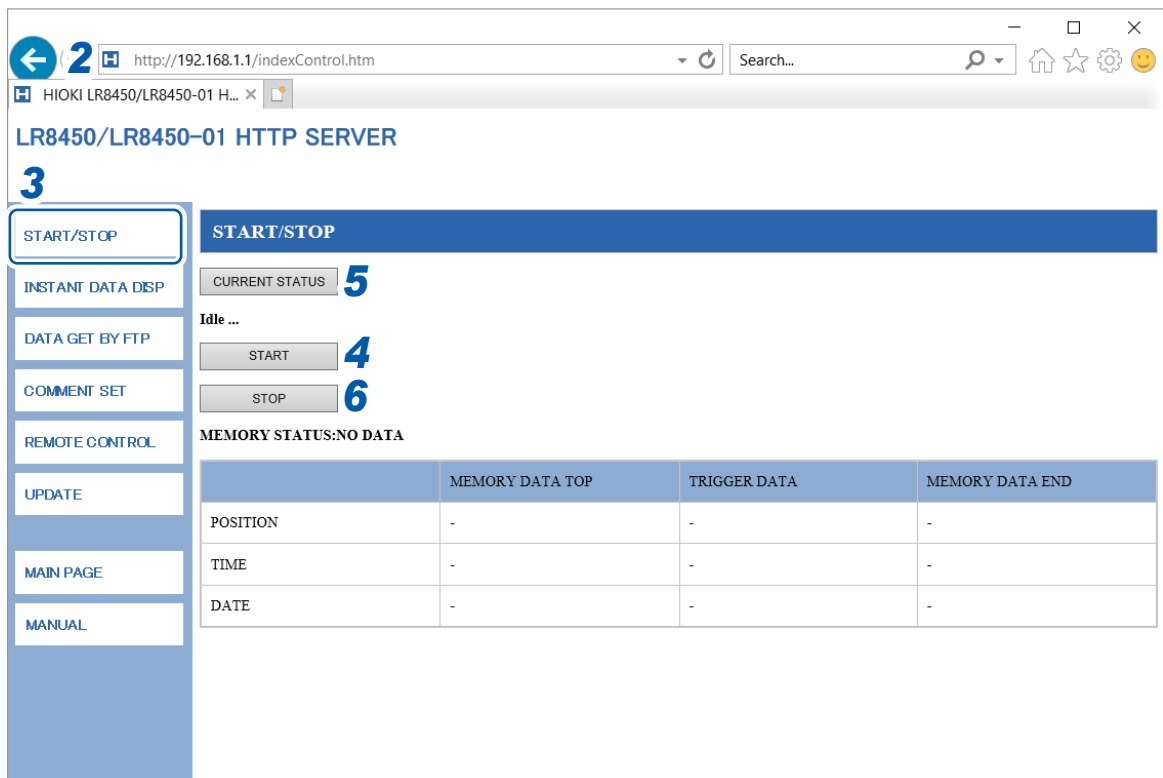 2 http://192.168.1.1/indexControl.htm Search...
HIOKI LR8450/LR8450-01 H...
LR8450/LR8450-01 HTTP SERVER
3
START/STOP
INSTANT DATA DISP
DATA GET BY FTP
COMMENT SET
REMOTE CONTROL
UPDATE
MAIN PAGE
MANUAL
START/STOP
CURRENT STATUS 5
Idle ...
START 4
STOP 6
MEMORY STATUS:NO DATA
MEMORY DATA TOP TRIGGER DATA MEMORY DATA END
POSITION - - -
TIME - - -
DATE - - -